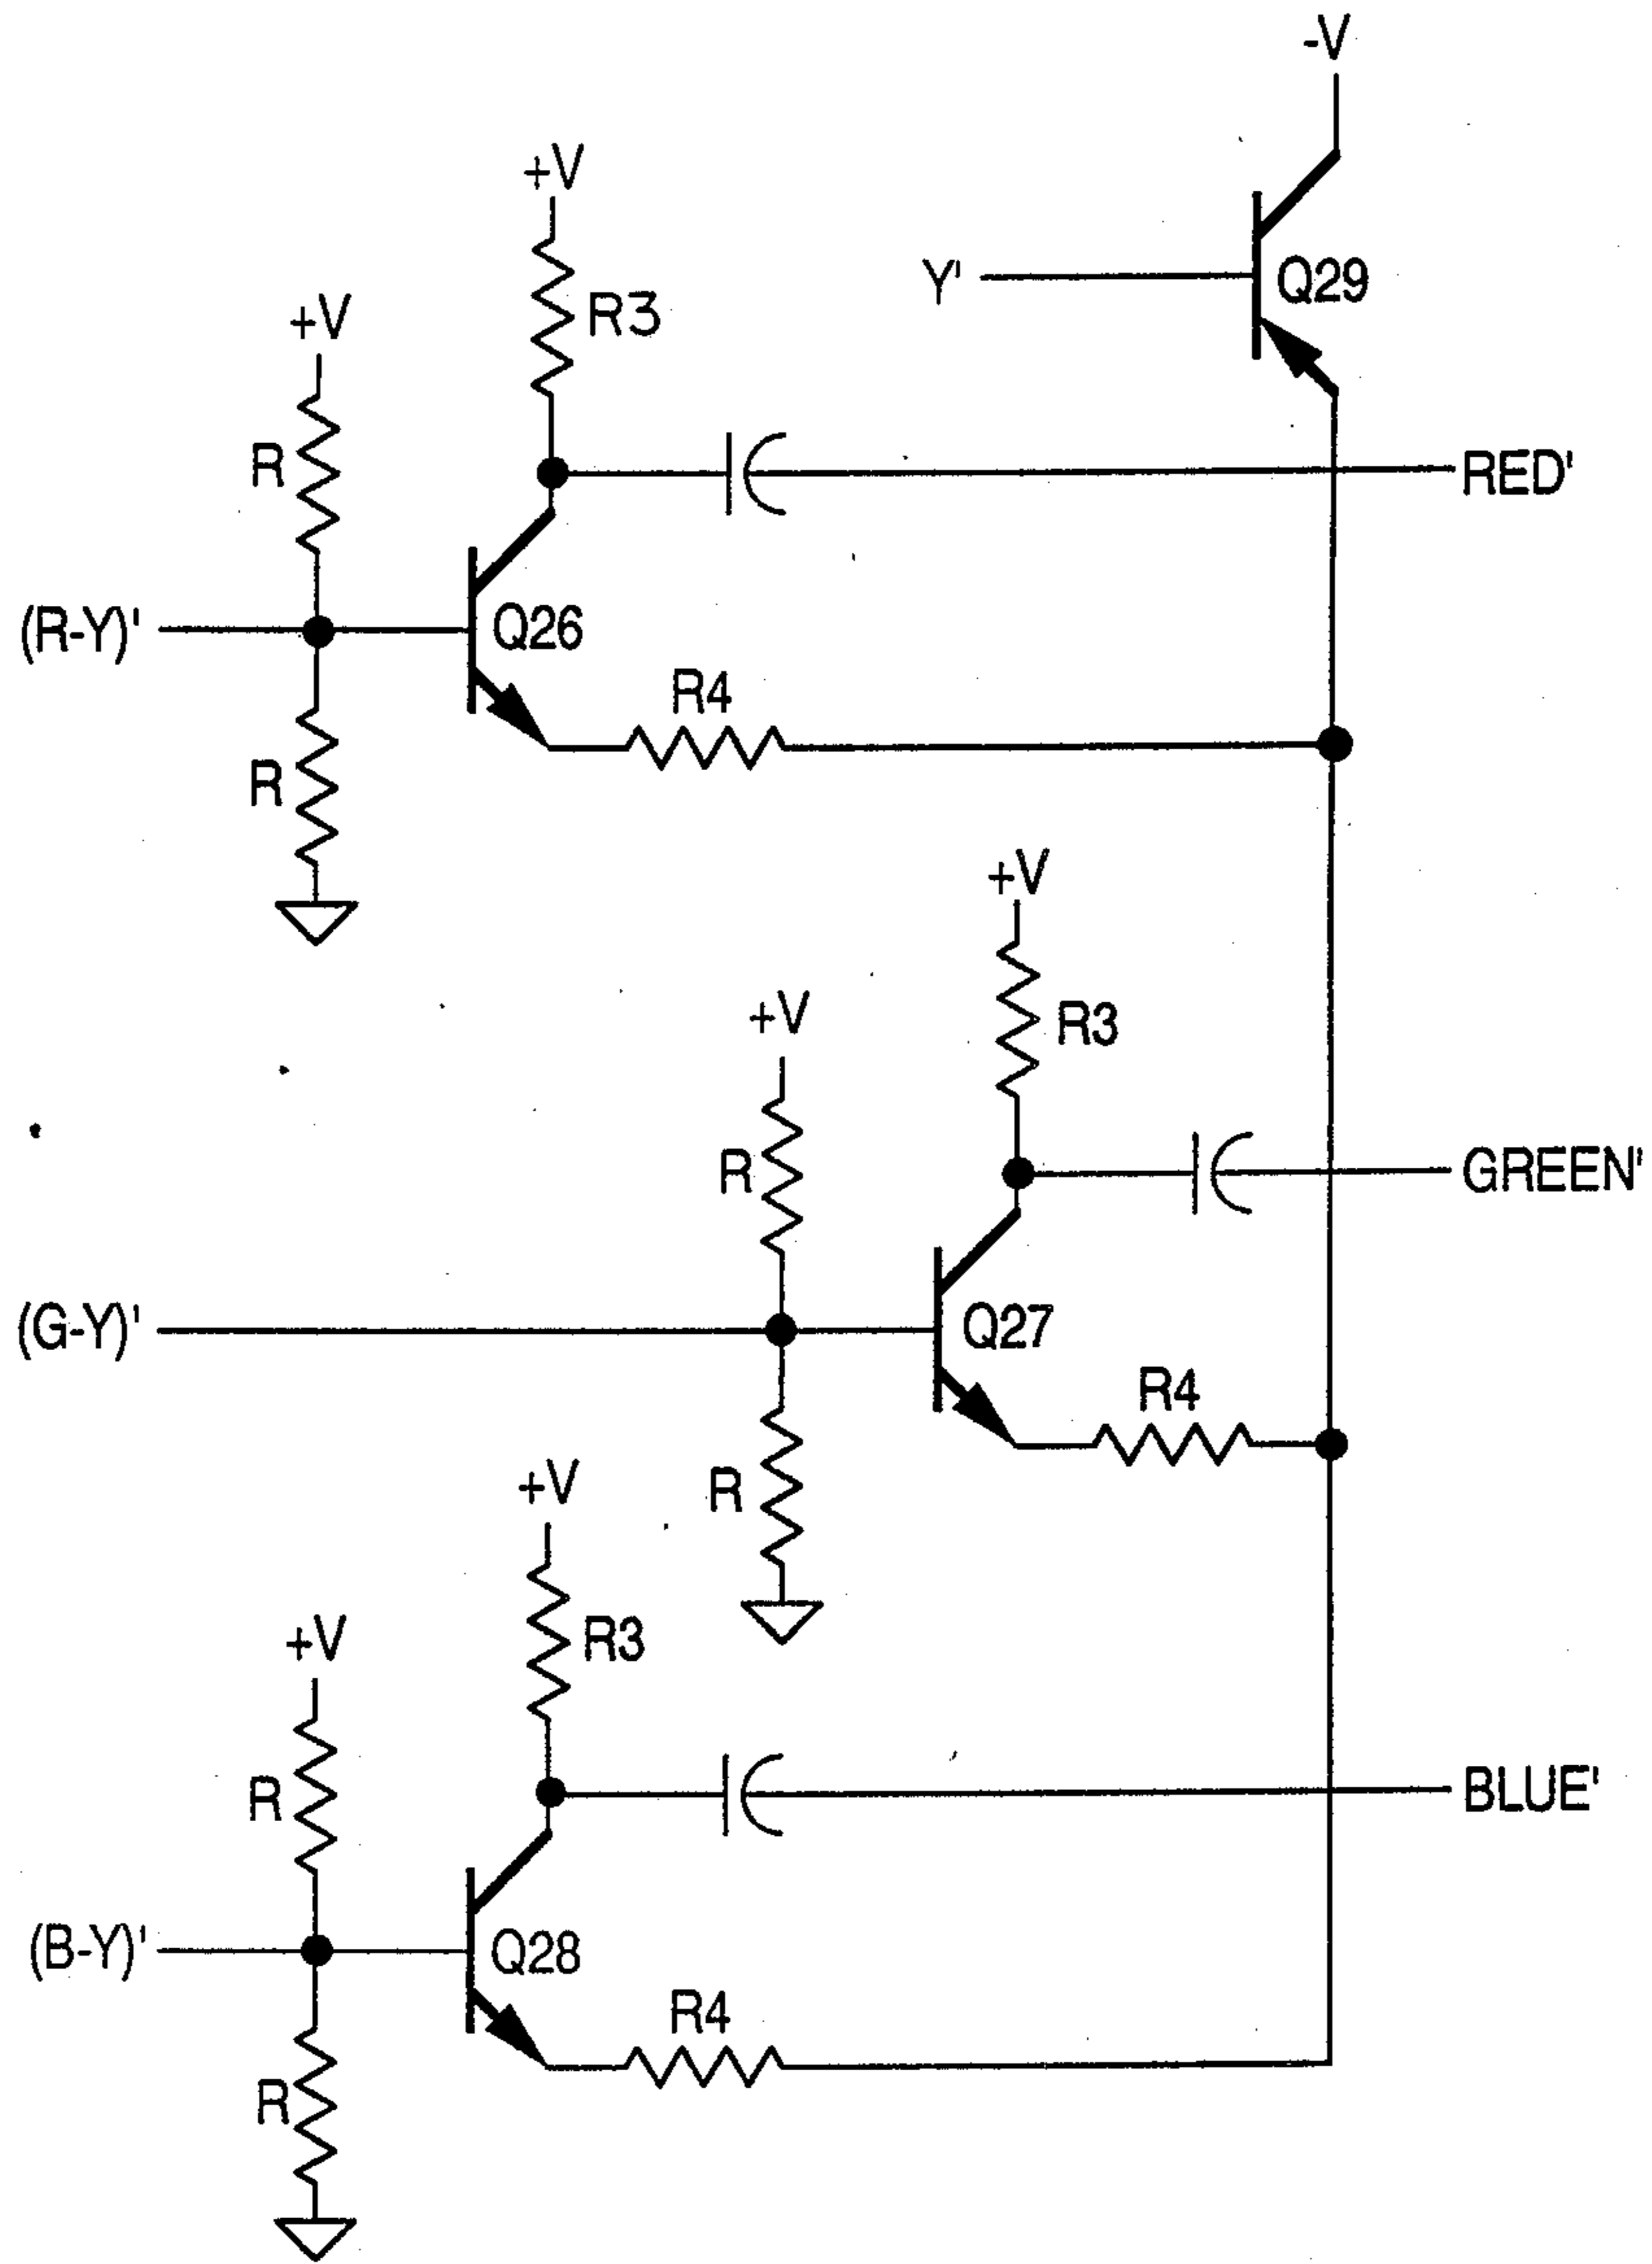 -V
+V
Y'
Q29
R3
+V
R
RED'
(R-Y)'
Q26
R4
R
+V
R3
+V
R
GREEN'
(G-Y)'
Q27
R4
R
+V
R3
+V
R
BLUE'
(B-Y)'
Q28
R4
R